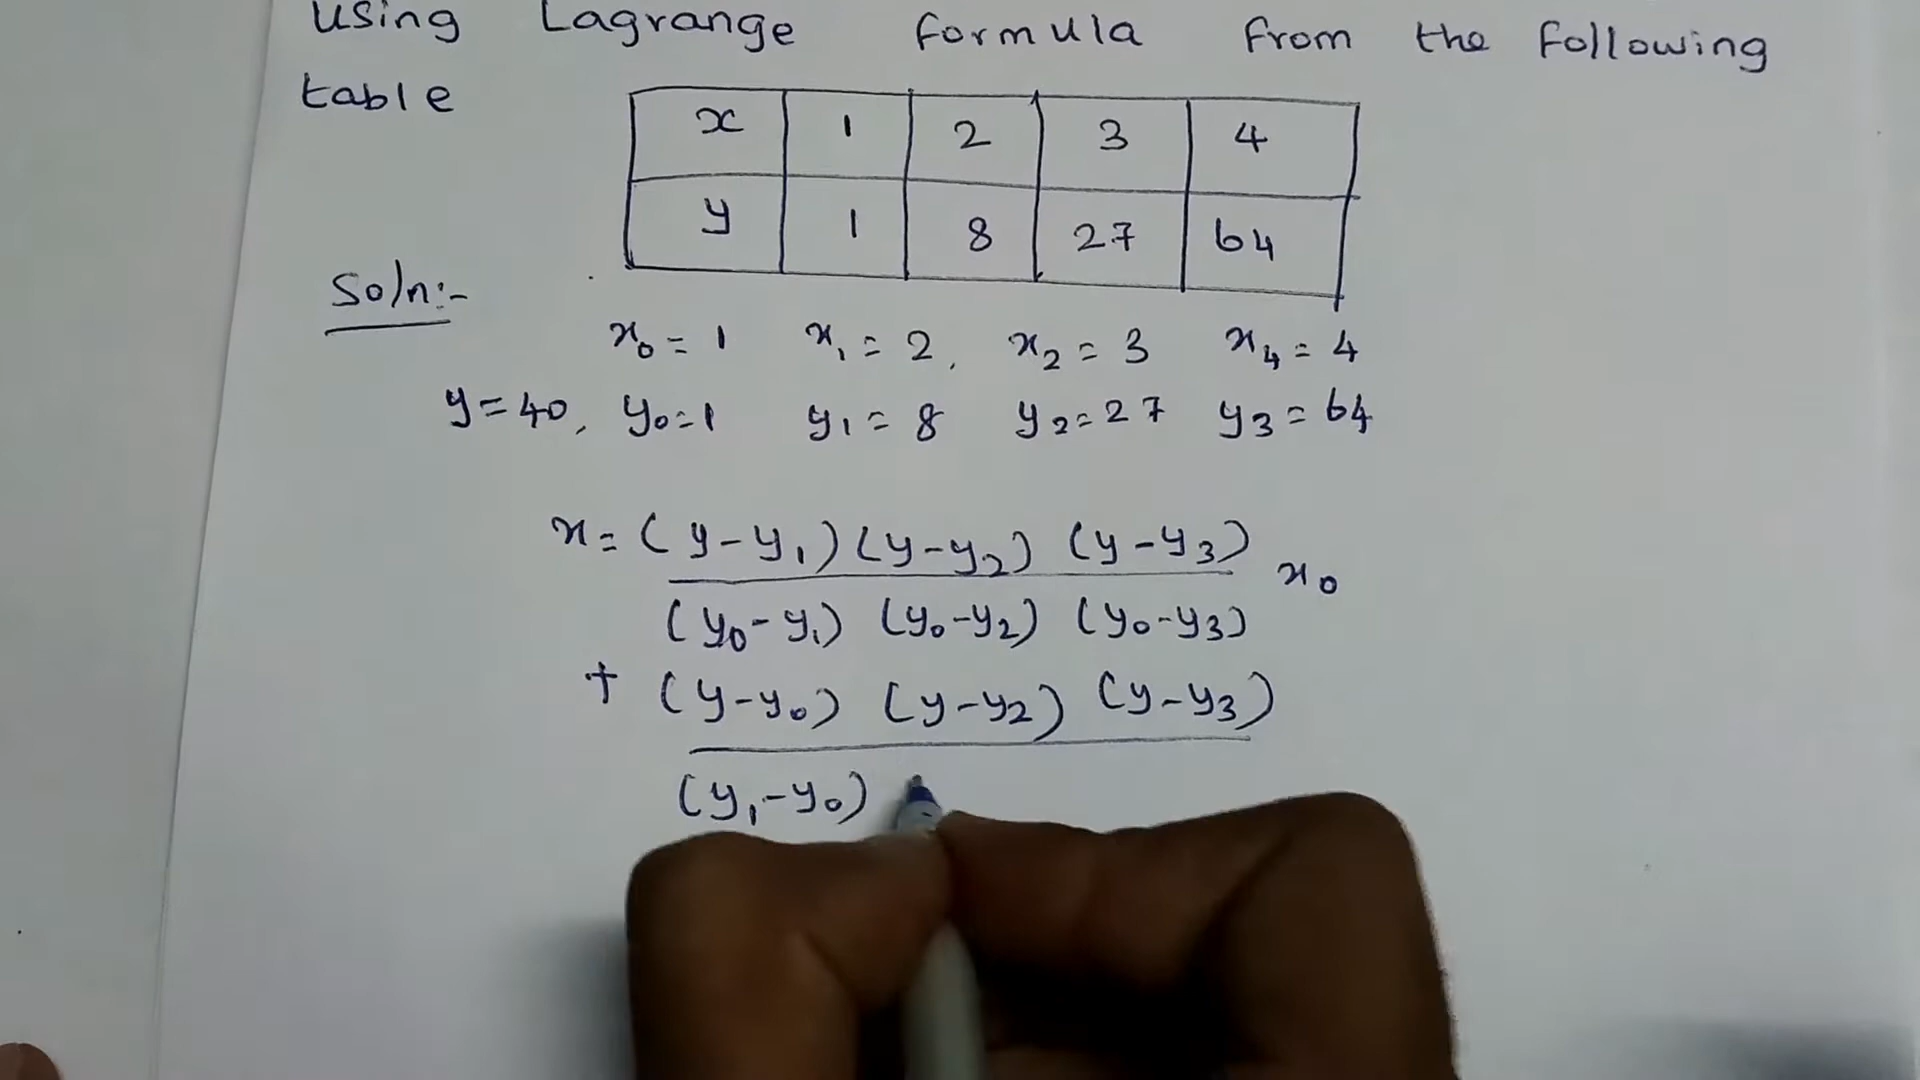 using Lagrange formula from the following
table
x 1 2 3 4
y 1 8 27 64
Soln:-
x₀ = 1 x₁ = 2, x₂ = 3 x₄ = 4
y = 40, y₀ = 1 y₁ = 8 y₂ = 27 y₃ = 64
x = (y - y₁) (y - y₂) (y - y₃) x₀
(y₀ - y₁) (y₀ - y₂) (y₀ - y₃)
+ (y - y₀) (y - y₂) (y - y₃)
(y₁ - y₀)